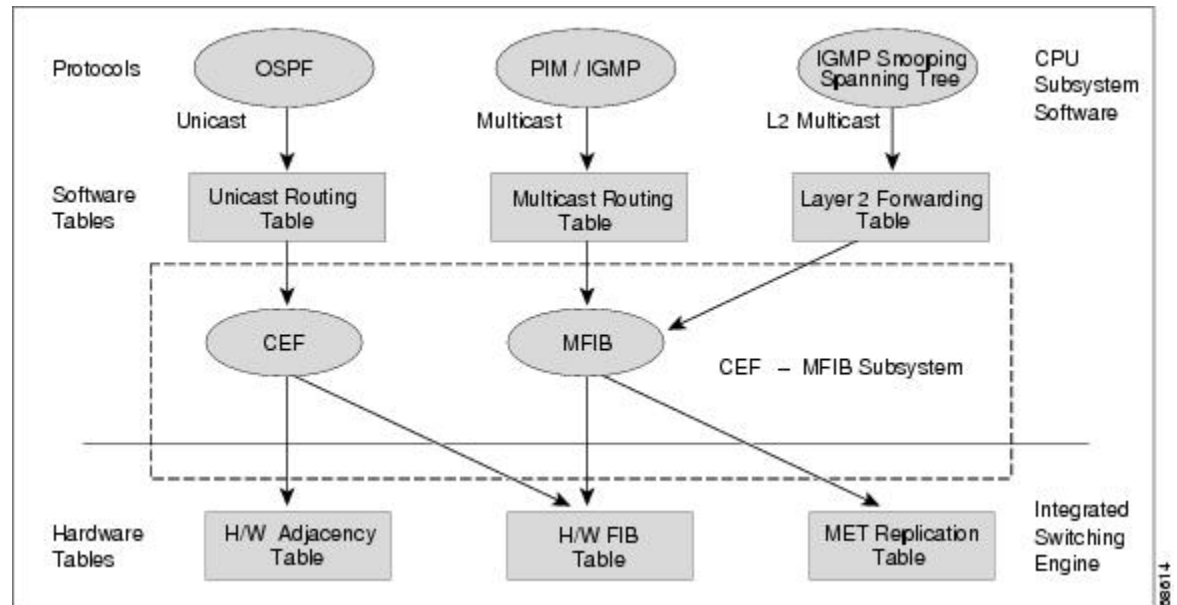 Protocols
OSPF
PIM / IGMP
IGMP Snooping
Spanning Tree
CPU
Subsystem
Software
Unicast
Multicast
L2 Multicast
Software
Tables
Unicast Routing
Table
Multicast Routing
Table
Layer 2 Forwarding
Table
CEF
MFIB
CEF – MFIB Subsystem
Hardware
Tables
H/W Adjacency
Table
H/W FIB
Table
MET Replication
Table
Integrated
Switching
Engine
68614